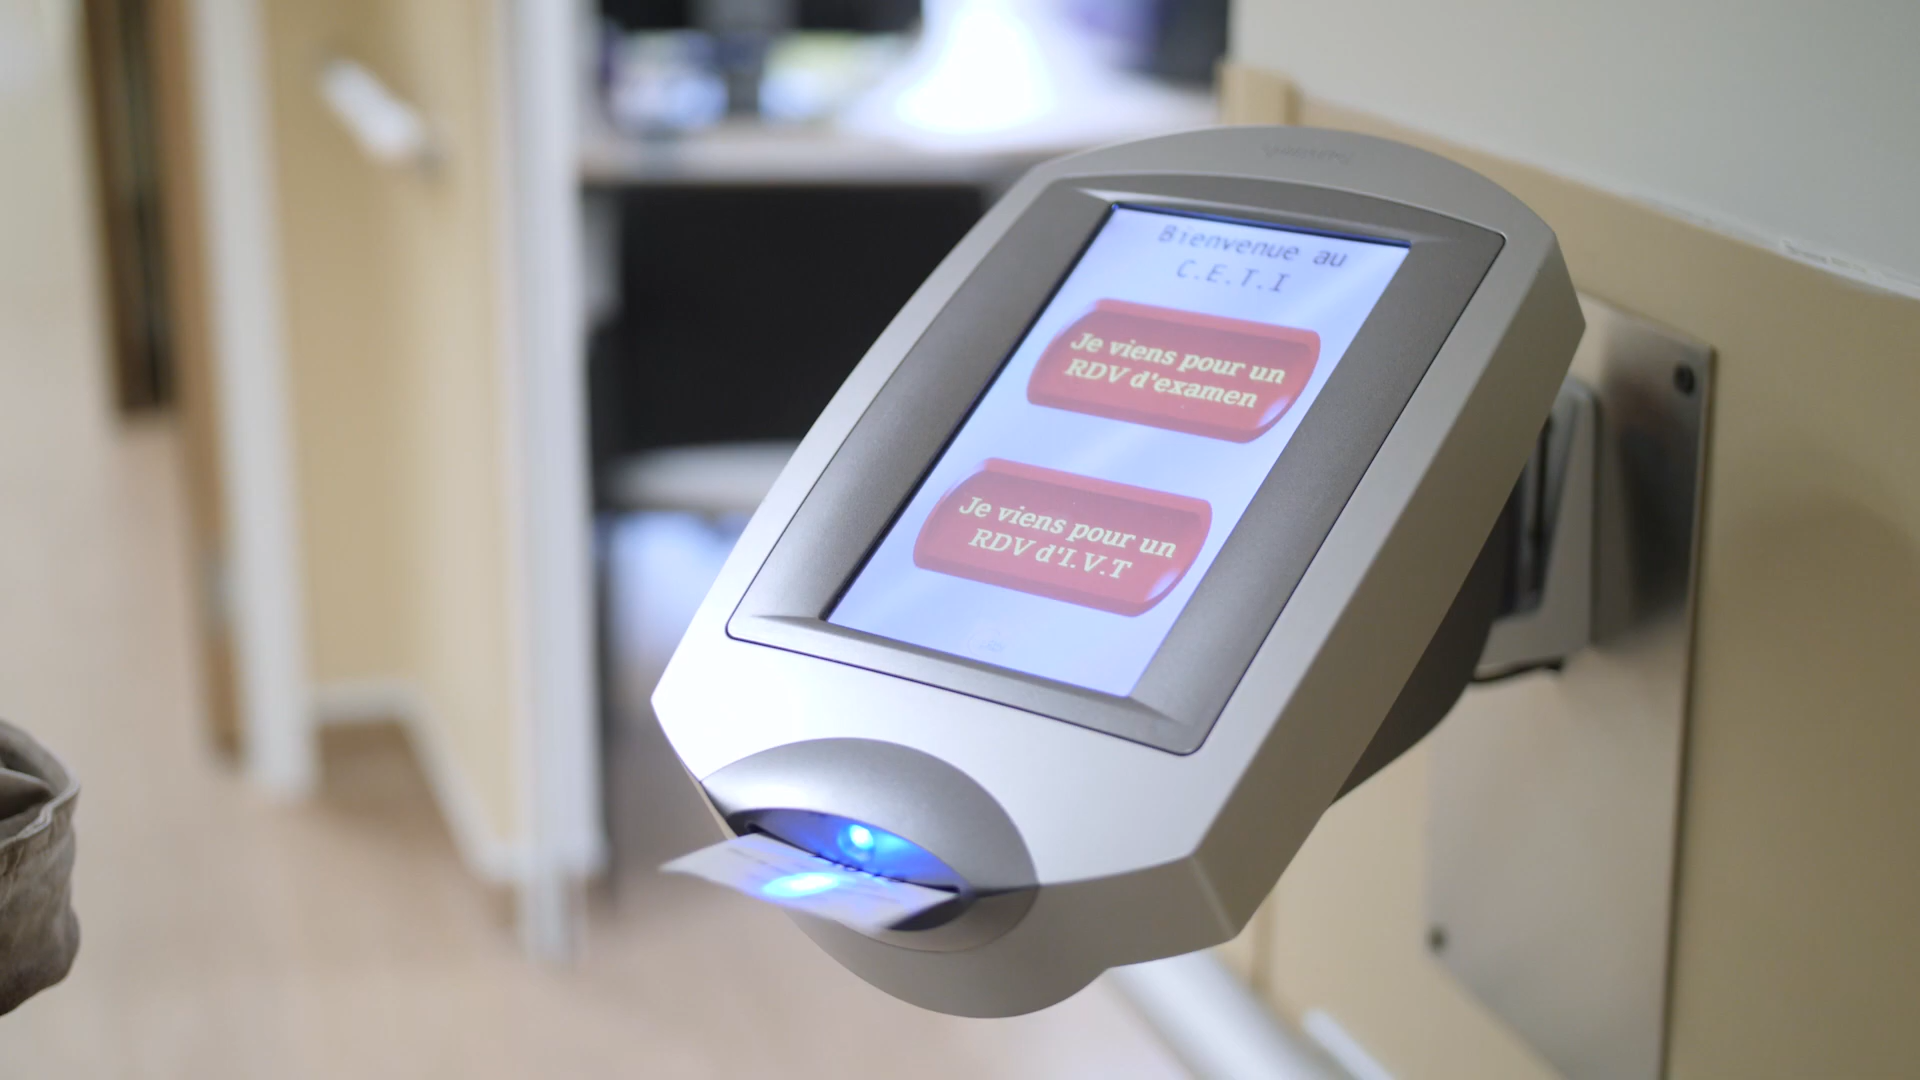 Bienvenue au
C.E.T.I
Je viens pour un
RDV d'examen
Je viens pour un
RDV d'I.V.T